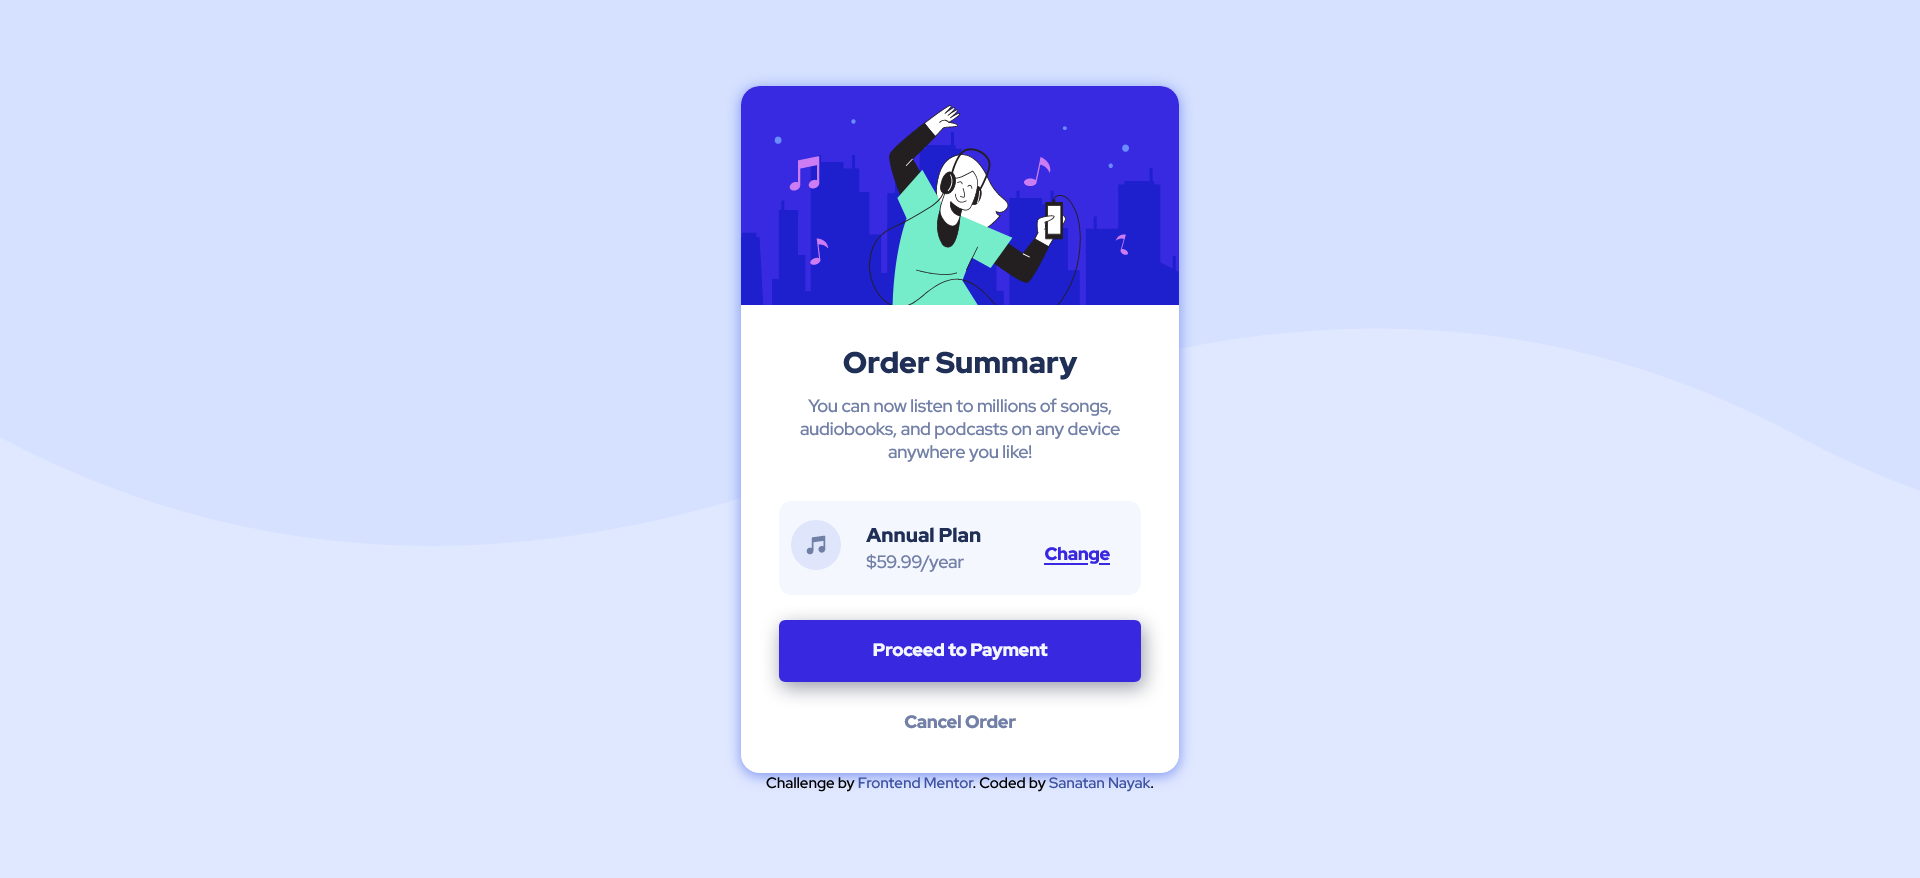 Order Summary
You can now listen to millions of songs,
audiobooks, and podcasts on any device
anywhere you like!
Annual Plan
$59.99/year
Change
Proceed to Payment
Cancel Order
Challenge by Frontend Mentor. Coded by Sanatan Nayak.